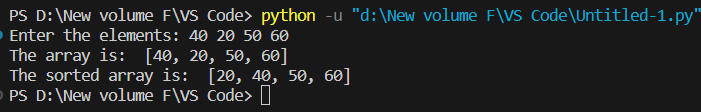 PS D:\New volume F\VS Code> python -u "d:\New volume F\VS Code\Untitled-1.py"
Enter the elements: 40 20 50 60
The array is:  [40, 20, 50, 60]
The sorted array is:  [20, 40, 50, 60]
PS D:\New volume F\VS Code>